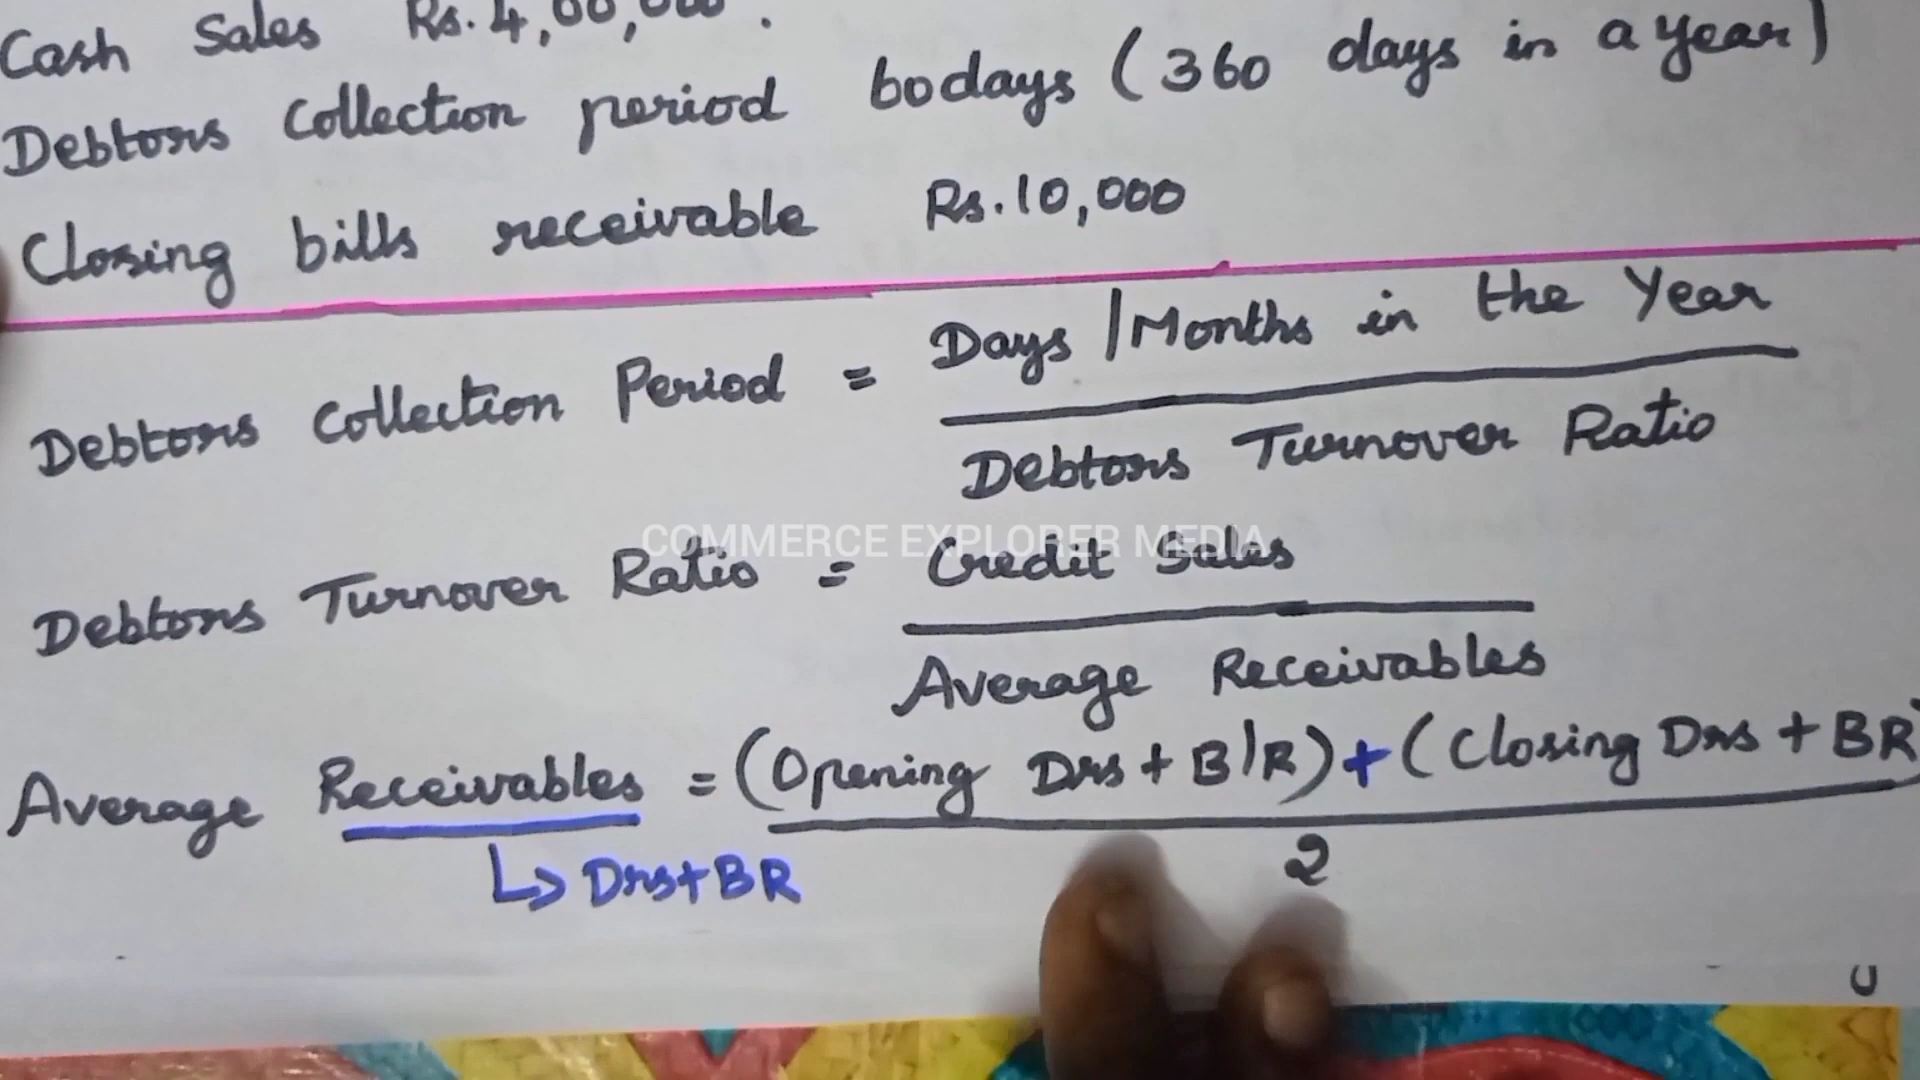 Cash Sales Rs. 4,00,000.
Debtors Collection period 60days (360 days in a year)
Closing bills receivable Rs.10,000
Debtors Collection Period = Days /Months in the Year
Debtors Turnover Ratio
COMMERCE EXPLORER MEDIA
Debtors Turnover Ratio = Credit Sales
Average Receivables
Average Receivables = (Opening Drs + B/R) + (Closing Drs + BR)
2
↳ Drs+BR